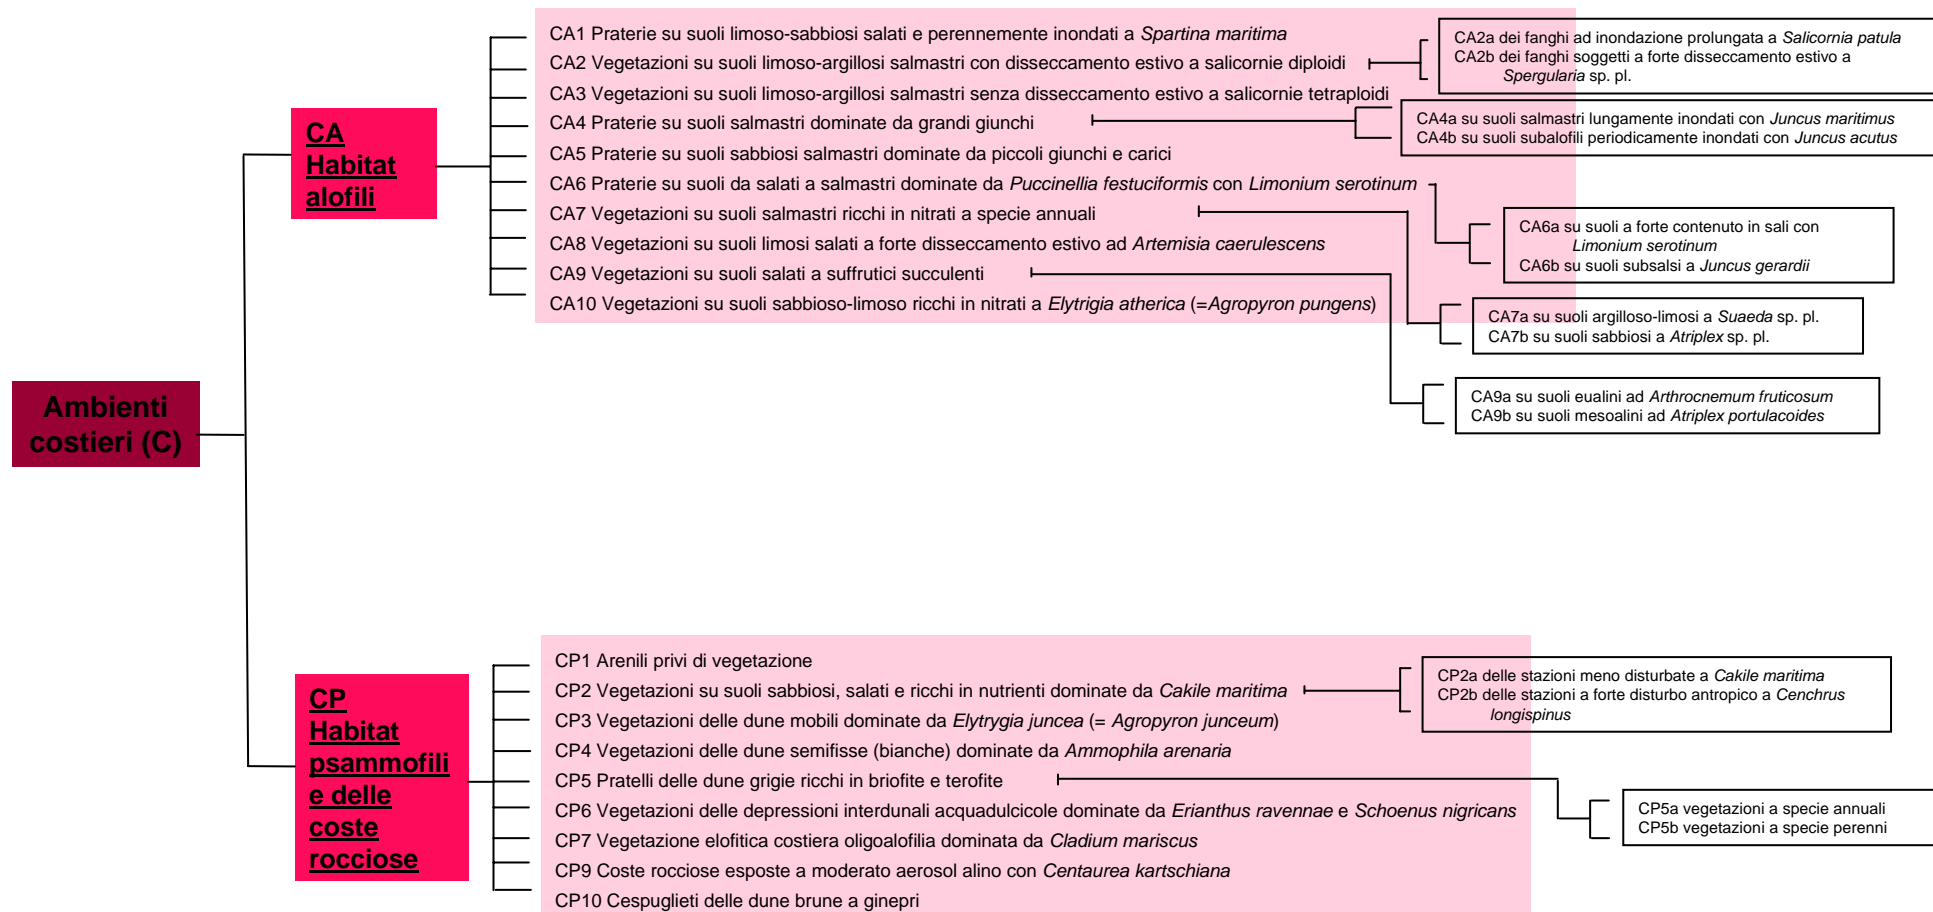 Ambienti
costieri (C)
CA
Habitat
alofili
CA1 Praterie su suoli limoso-sabbiosi salati e perennemente inondati a Spartina maritima
CA2 Vegetazioni su suoli limoso-argillosi salmastri con disseccamento estivo a salicornie diploidi
CA3 Vegetazioni su suoli limoso-argillosi salmastri senza disseccamento estivo a salicornie tetraploidi
CA4 Praterie su suoli salmastri dominate da grandi giunchi
CA5 Praterie su suoli sabbiosi salmastri dominate da piccoli giunchi e carici
CA6 Praterie su suoli da salati a salmastri dominate da Puccinellia festuciformis con Limonium serotinum
CA7 Vegetazioni su suoli salmastri ricchi in nitrati a specie annuali
CA8 Vegetazioni su suoli limosi salati a forte disseccamento estivo ad Artemisia caerulescens
CA9 Vegetazioni su suoli salati a suffrutici succulenti
CA10 Vegetazioni su suoli sabbioso-limoso ricchi in nitrati a Elytrigia atherica (=Agropyron pungens)
CA2a dei fanghi ad inondazione prolungata a Salicornia patula
CA2b dei fanghi soggetti a forte disseccamento estivo a
Spergularia sp. pl.
CA4a su suoli salmastri lungamente inondati con Juncus maritimus
CA4b su suoli subalofili periodicamente inondati con Juncus acutus
CA6a su suoli a forte contenuto in sali con
Limonium serotinum
CA6b su suoli subsalsi a Juncus gerardii
CA7a su suoli argilloso-limosi a Suaeda sp. pl.
CA7b su suoli sabbiosi a Atriplex sp. pl.
CA9a su suoli eualini ad Arthrocnemum fruticosum
CA9b su suoli mesoalini ad Atriplex portulacoides
CP
Habitat
psammofili
e delle
coste
rocciose
CP1 Arenili privi di vegetazione
CP2 Vegetazioni su suoli sabbiosi, salati e ricchi in nutrienti dominate da Cakile maritima
CP3 Vegetazioni delle dune mobili dominate da Elytrygia juncea (= Agropyron junceum)
CP4 Vegetazioni delle dune semifisse (bianche) dominate da Ammophila arenaria
CP5 Pratelli delle dune grigie ricchi in briofite e terofite
CP6 Vegetazioni delle depressioni interdunali acquadulcicole dominate da Erianthus ravennae e Schoenus nigricans
CP7 Vegetazione elofitica costiera oligoalofilia dominata da Cladium mariscus
CP9 Coste rocciose esposte a moderato aerosol alino con Centaurea kartschiana
CP10 Cespuglieti delle dune brune a ginepri
CP2a delle stazioni meno disturbate a Cakile maritima
CP2b delle stazioni a forte disturbo antropico a Cenchrus
longispinus
CP5a vegetazioni a specie annuali
CP5b vegetazioni a specie perenni